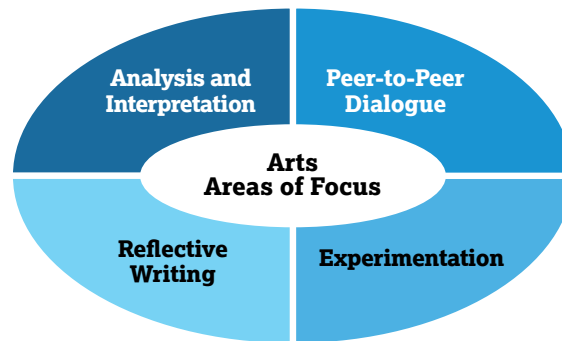 Analysis and
Interpretation
Peer-to-Peer
Dialogue
Arts
Areas of Focus
Reflective
Writing
Experimentation